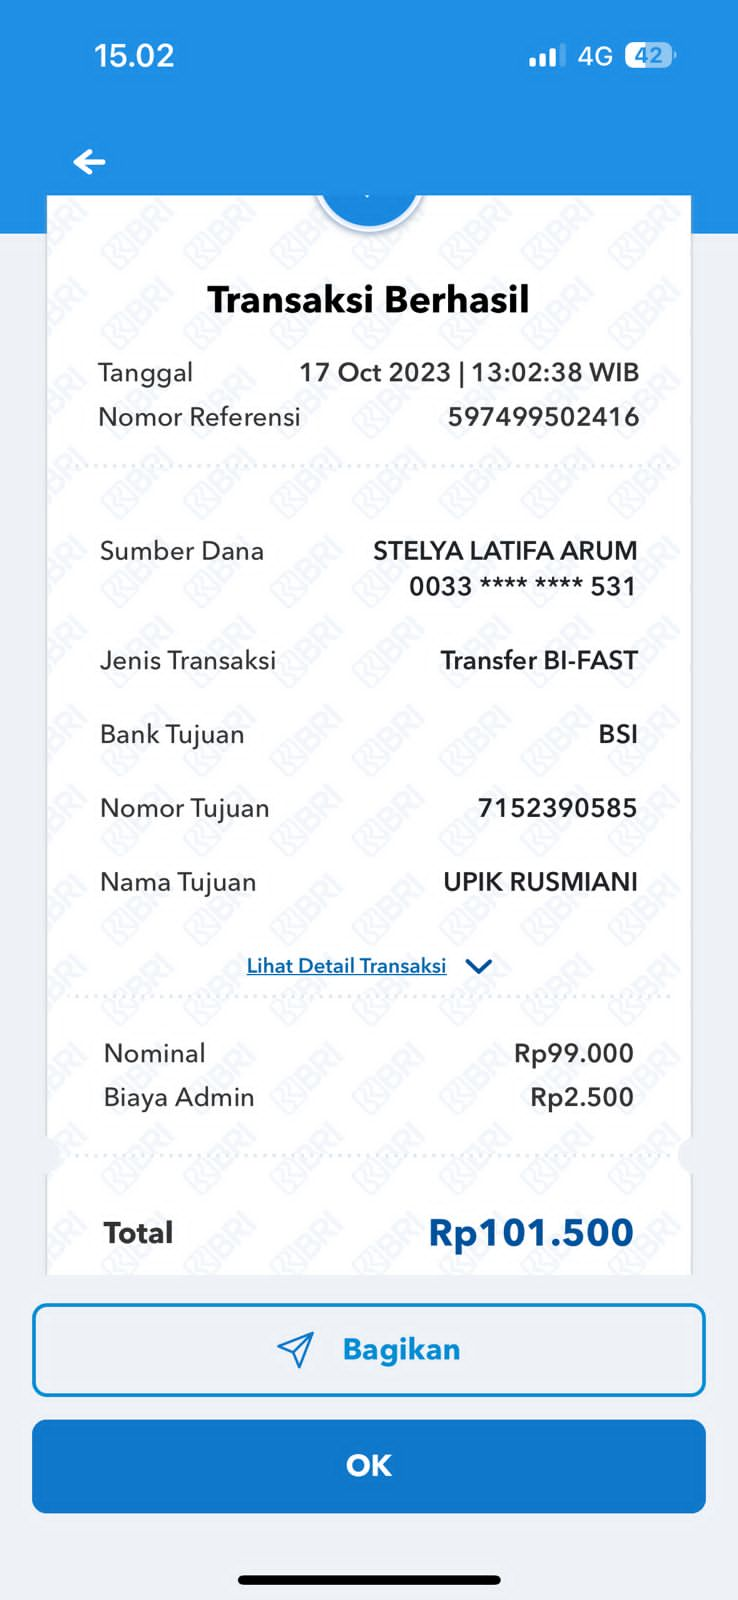 15.02 4G 42
Transaksi Berhasil
Tanggal 17 Oct 2023 | 13:02:38 WIB
Nomor Referensi 597499502416
Sumber Dana STELYA LATIFA ARUM
0033 **** **** 531
Jenis Transaksi Transfer BI-FAST
Bank Tujuan BSI
Nomor Tujuan 7152390585
Nama Tujuan UPIK RUSMIANI
Lihat Detail Transaksi
Nominal Rp99.000
Biaya Admin Rp2.500
Total Rp101.500
Bagikan
OK